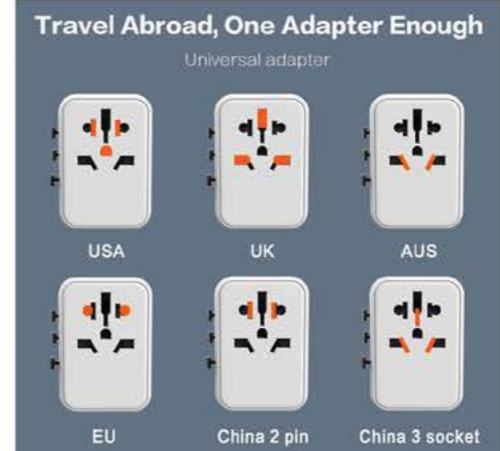 Travel Abroad, One Adapter Enough
Universal adapter
USA
UK
AUS
EU
China 2 pin
China 3 socket